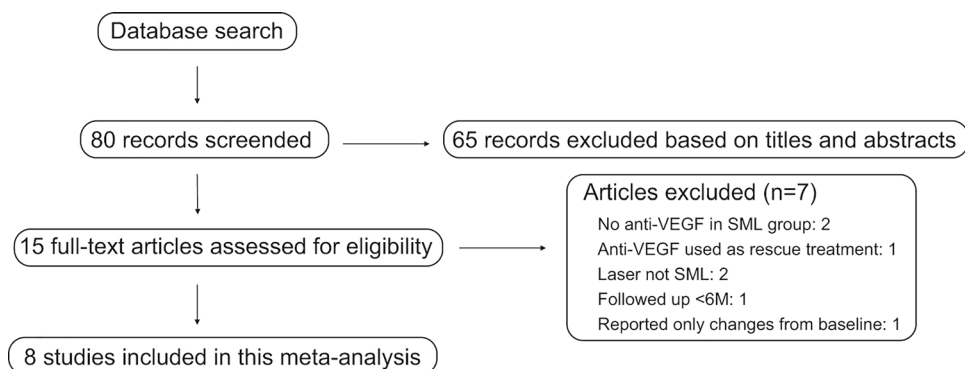 Database search
80 records screended
65 records excluded based on titles and abstracts
15 full-text articles assessed for eligibility
Articles excluded (n=7)
No anti-VEGF in SML group: 2
Anti-VEGF used as rescue treatment: 1
Laser not SML: 2
Followed up <6M: 1
Reported only changes from baseline: 1
8 studies included in this meta-analysis